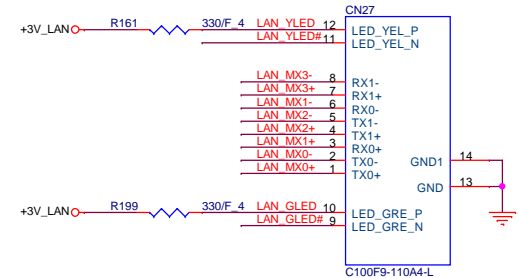 CN27
+3V_LAN R161 330/F_4 LAN_YLED 12 LED_YEL_P
LAN_YLED# 11 LED_YEL_N
LAN_MX3- 8 RX1-
LAN_MX3+ 7 RX1+
LAN_MX1- 6 RX0-
LAN_MX2- 5 TX1-
LAN_MX2+ 4 TX1+
LAN_MX1+ 3 RX0+
LAN_MX0- 2 TX0- GND1 14
LAN_MX0+ 1 TX0+
GND 13
+3V_LAN R199 330/F_4 LAN_GLED 10 LED_GRE_P
LAN_GLED# 9 LED_GRE_N
C100F9-110A4-L